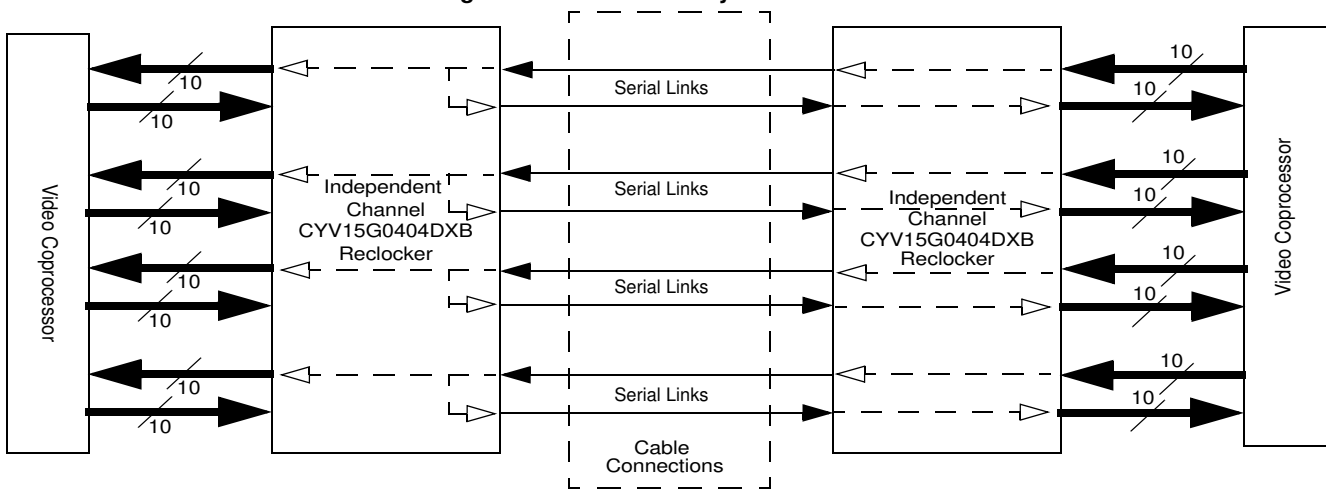 Video Coprocessor
10
10
10
10
10
10
10
10
Independent
Channel
CYV15G0404DXB
Reclocker
Serial Links
Serial Links
Serial Links
Serial Links
Cable
Connections
Independent
Channel
CYV15G0404DXB
Reclocker
10
10
10
10
10
10
10
10
Video Coprocessor